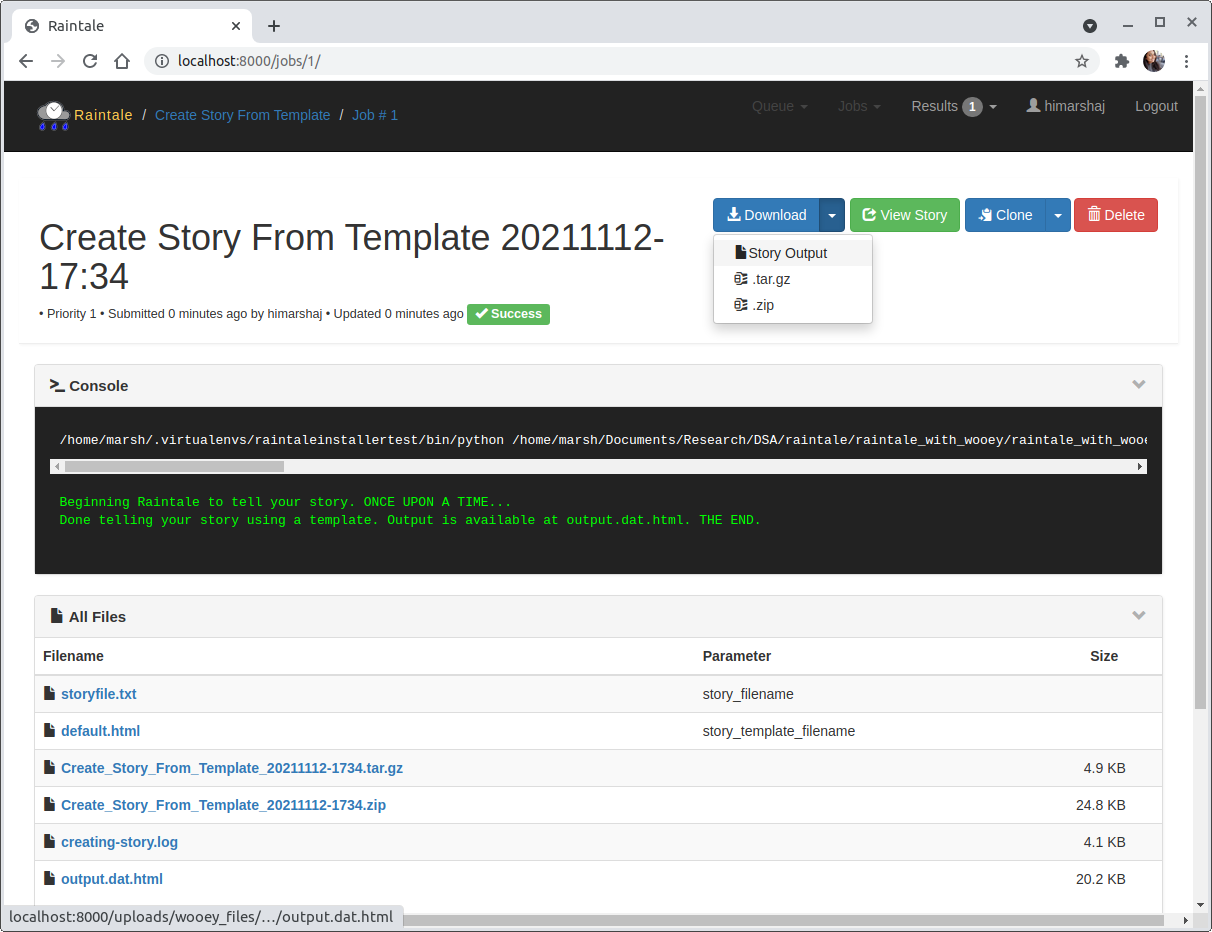 Raintale
localhost:8000/jobs/1/
Raintale / Create Story From Template / Job # 1
Queue Jobs Results 1 himarshaj Logout
Download View Story Clone Delete
Create Story From Template 20211112-
17:34
Story Output
.tar.gz
.zip
• Priority 1 • Submitted 0 minutes ago by himarshaj • Updated 0 minutes ago Success
Console
/home/marsh/.virtualenvs/raintaleinstallertest/bin/python /home/marsh/Documents/Research/DSA/raintale/raintale_with_wooey/raintale_with_wooe
Beginning Raintale to tell your story. ONCE UPON A TIME...
Done telling your story using a template. Output is available at output.dat.html. THE END.
All Files
Filename Parameter Size
storyfile.txt story_filename
default.html story_template_filename
Create_Story_From_Template_20211112-1734.tar.gz 4.9 KB
Create_Story_From_Template_20211112-1734.zip 24.8 KB
creating-story.log 4.1 KB
output.dat.html 20.2 KB
localhost:8000/uploads/wooey_files/…/output.dat.html